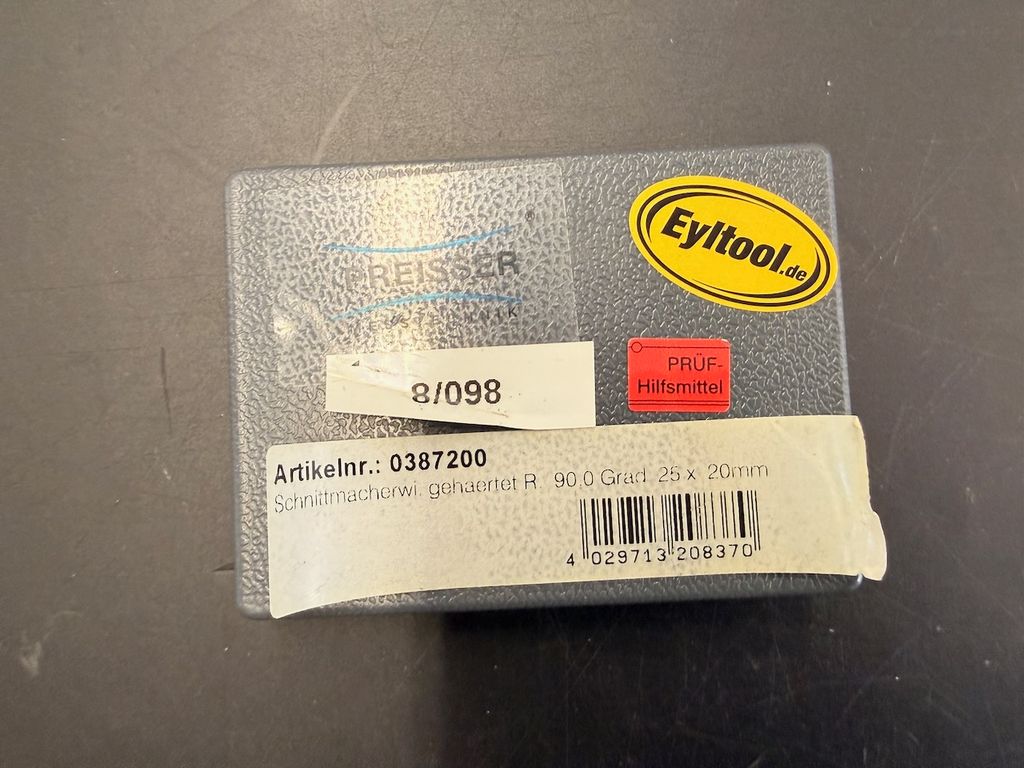 ®
PREISSER
MESSTECHNIK
Eyltool.de
PRÜF-
Hilfsmittel
8/098
Artikelnr.: 0387200
Schnittmacherwi. gehaertet R. 90.0 Grad 25 x 20mm
4 029713 208370